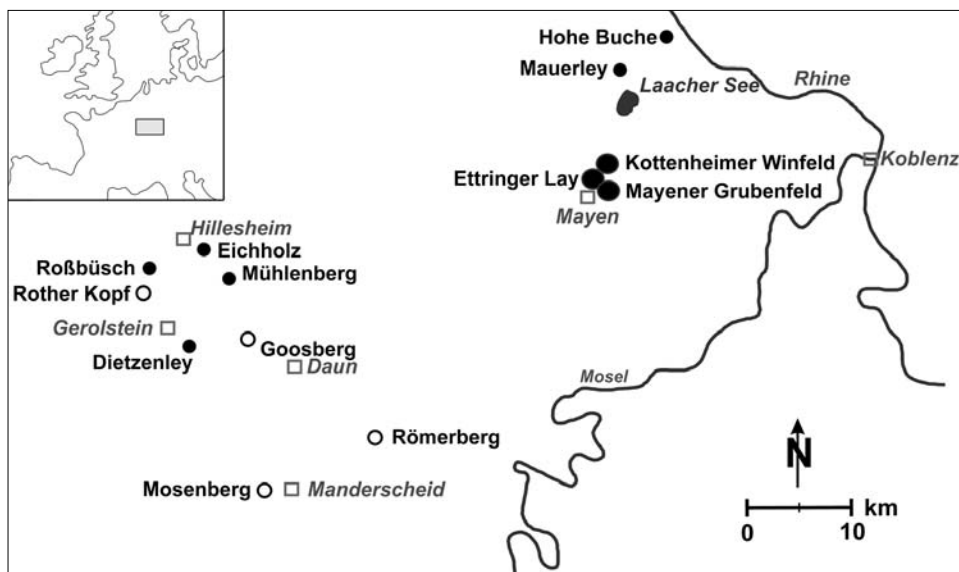 Hohe Buche
Mauerley
Laacher See
Rhine
Koblenz
Kottenheimer Winfeld
Ettringer Lay
Mayener Grubenfeld
Mayen
Hillesheim
Eichholz
Roßbüsch
Mühlenberg
Rother Kopf
Gerolstein
Goosberg
Dietzenley
Daun
Mosel
Römerberg
Mosenberg
Manderscheid
N
km
0 10